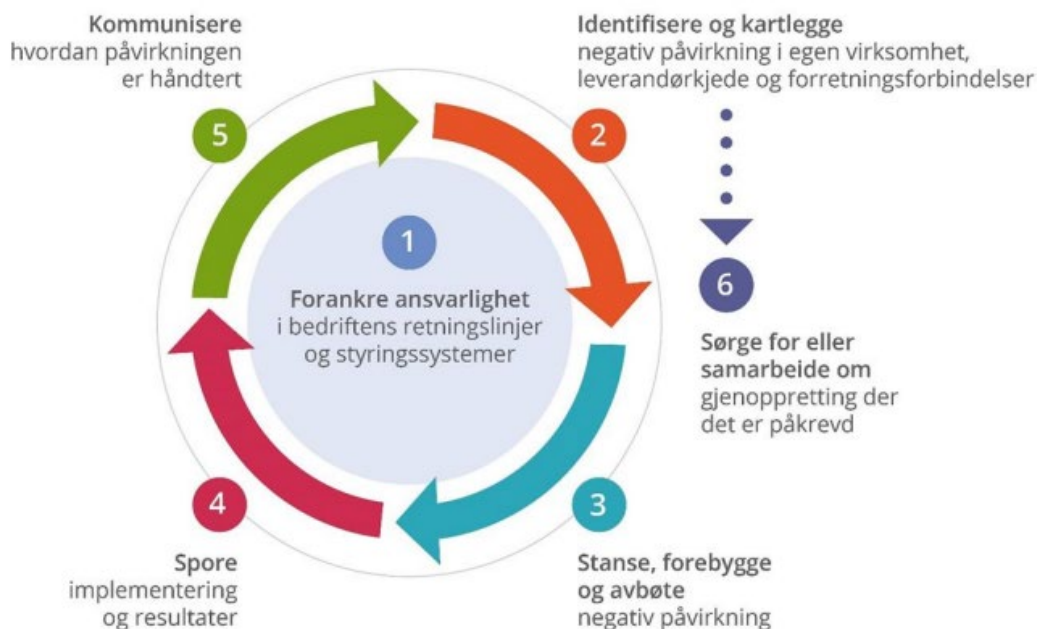 Kommunisere
hvordan påvirkningen
er håndtert
5
Identifisere og kartlegge
negativ påvirkning i egen virksomhet,
leverandørkjede og forretningsforbindelser
2
1
Forankre ansvarlighet
i bedriftens retningslinjer
og styringssystemer
6
Sørge for eller
samarbeide om
gjenoppretting der
det er påkrevd
4
Spore
implementering
og resultater
3
Stanse, forebygge
og avbøte
negativ påvirkning